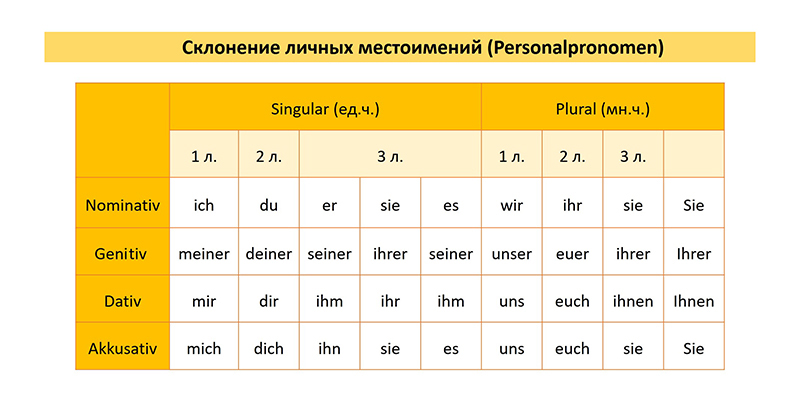 Склонение личных местоимений (Personalpronomen)
Singular (ед.ч.) Plural (мн.ч.)
1 л. 2 л. 3 л. 1 л. 2 л. 3 л.
Nominativ ich du er sie es wir ihr sie Sie
Genitiv meiner deiner seiner ihrer seiner unser euer ihrer Ihrer
Dativ mir dir ihm ihr ihm uns euch ihnen Ihnen
Akkusativ mich dich ihn sie es uns euch sie Sie